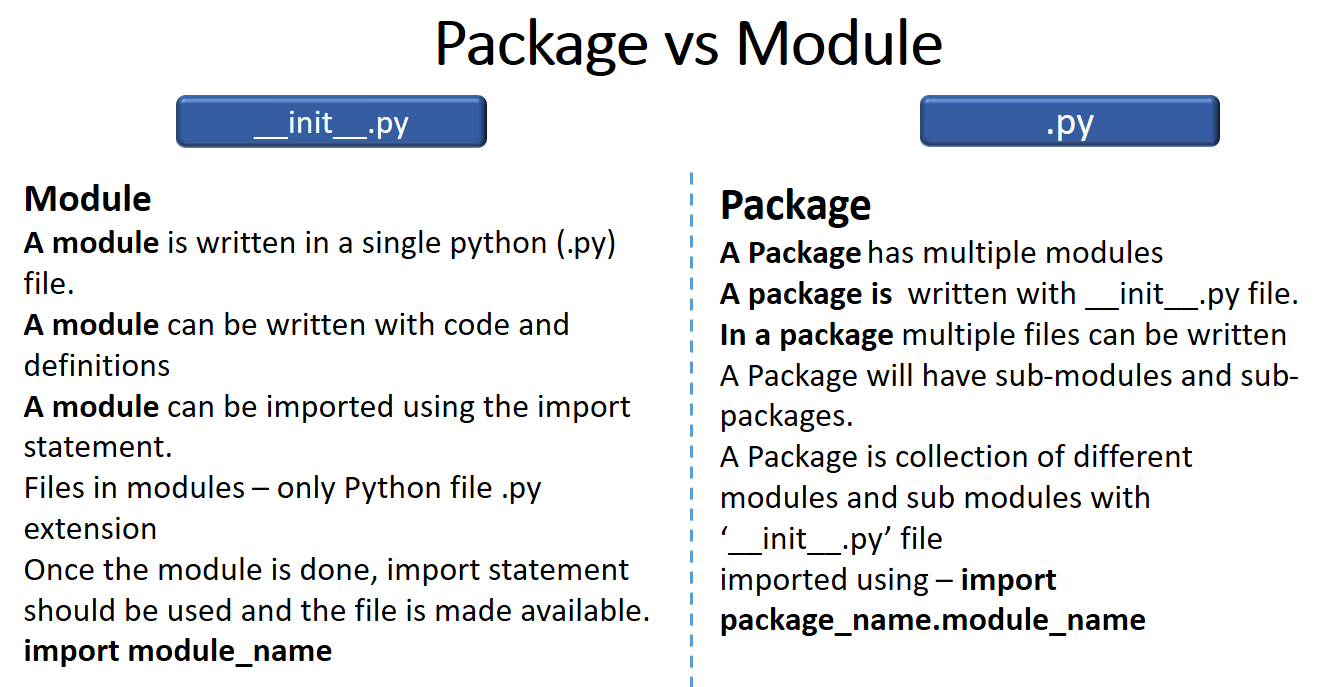 Package vs Module
__init__.py
.py
Module
A module is written in a single python (.py)
file.
A module can be written with code and
definitions
A module can be imported using the import
statement.
Files in modules – only Python file .py
extension
Once the module is done, import statement
should be used and the file is made available.
import module_name
Package
A Package has multiple modules
A package is written with __init__.py file.
In a package multiple files can be written
A Package will have sub-modules and sub-
packages.
A Package is collection of different
modules and sub modules with
‘__init__.py’ file
imported using – import
package_name.module_name